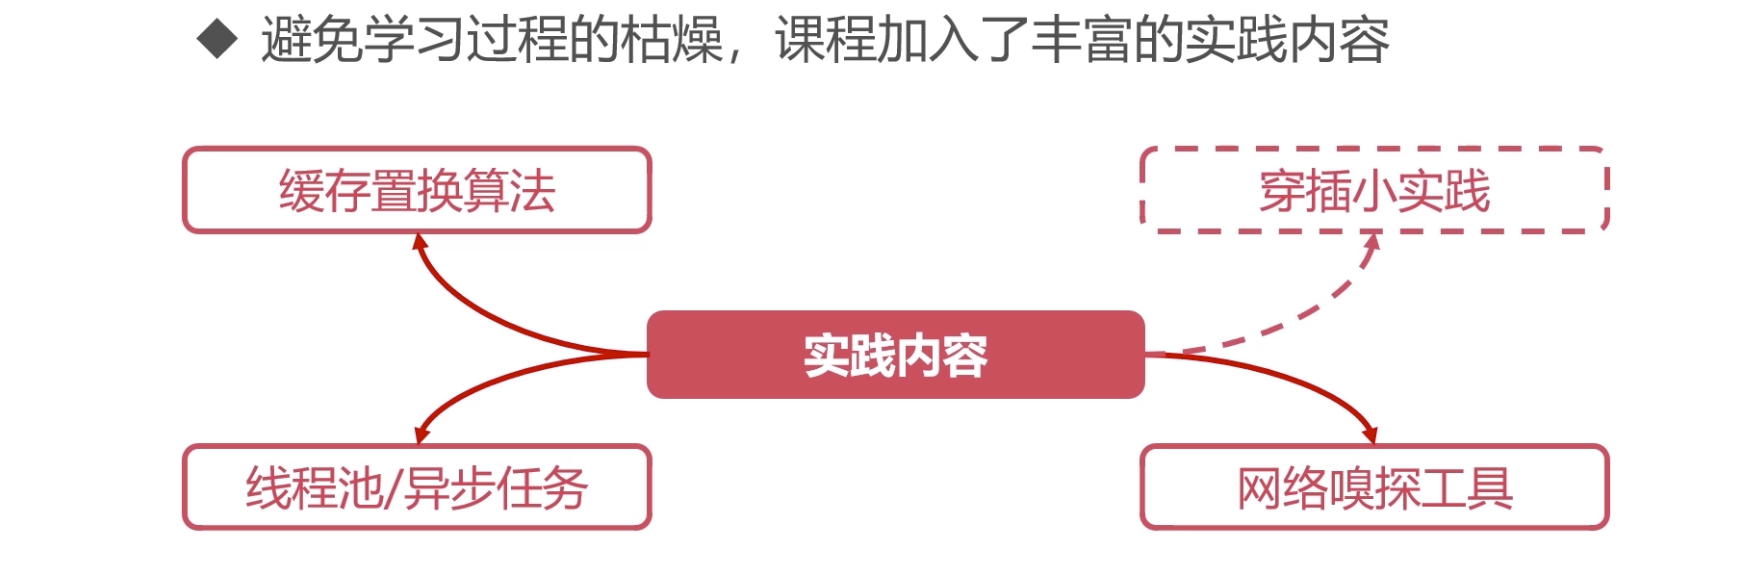 ◆ 避免学习过程的枯燥，课程加入了丰富的实践内容
缓存置换算法
穿插小实践
实践内容
线程池/异步任务
网络嗅探工具